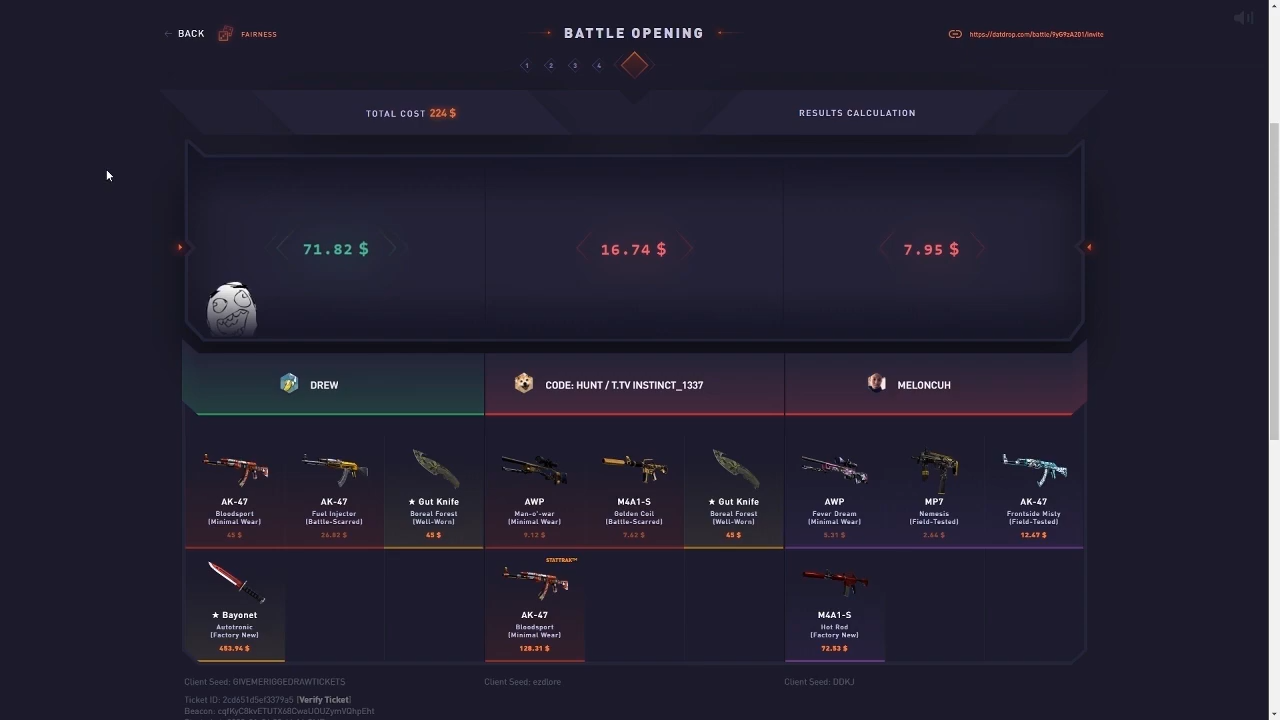 BACK
FAIRNESS
BATTLE OPENING
https://datdrop.com/battle/9yG9zA201/invite
1 2 3 4
TOTAL COST 224 $
RESULTS CALCULATION
71.82 $
16.74 $
7.95 $
DREW
CODE: HUNT / T.TV INSTINCT_1337
MELONCUH
AK-47
Bloodsport
(Minimal Wear)
45 $
AK-47
Fuel Injector
(Battle-Scarred)
26.82 $
★ Gut Knife
Boreal Forest
(Well-Worn)
45 $
AWP
Man-o'-war
(Minimal Wear)
9.12 $
M4A1-S
Golden Coil
(Battle-Scarred)
7.62 $
★ Gut Knife
Boreal Forest
(Well-Worn)
45 $
AWP
Fever Dream
(Minimal Wear)
5.31 $
MP7
Nemesis
(Field-Tested)
2.64 $
AK-47
Frontside Misty
(Field-Tested)
12.47 $
★ Bayonet
Autotronic
(Factory New)
453.94 $
STATTRAK™
AK-47
Bloodsport
(Minimal Wear)
128.31 $
M4A1-S
Hot Rod
(Factory New)
72.53 $
Client Seed: GIVEMERIGGEDRAWTICKETS
Client Seed: ezdlore
Client Seed: DDKJ
Ticket ID: 2cd651d5ef3379a5 [Verify Ticket]
Beacon: cqfKyC8kvETUTX68CwaUOUZymVQhpEht